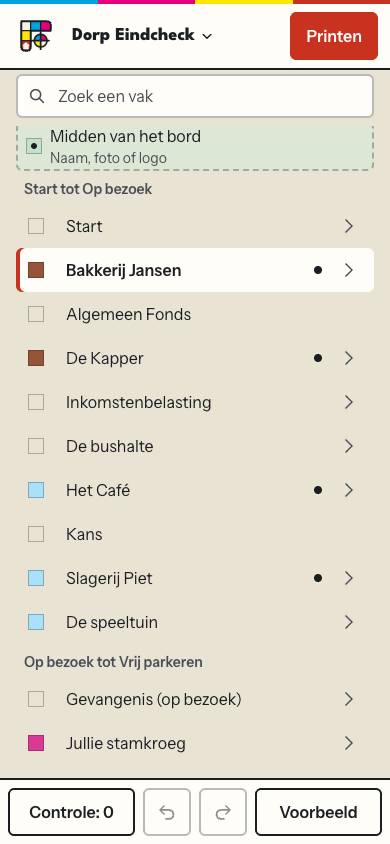 Dorp Eindcheck
Printen
Zoek een vak
Midden van het bord
Naam, foto of logo
Start tot Op bezoek
Start
Bakkerij Jansen
Algemeen Fonds
De Kapper
Inkomstenbelasting
De bushalte
Het Café
Kans
Slagerij Piet
De speeltuin
Op bezoek tot Vrij parkeren
Gevangenis (op bezoek)
Jullie stamkroeg
Controle: 0
Voorbeeld